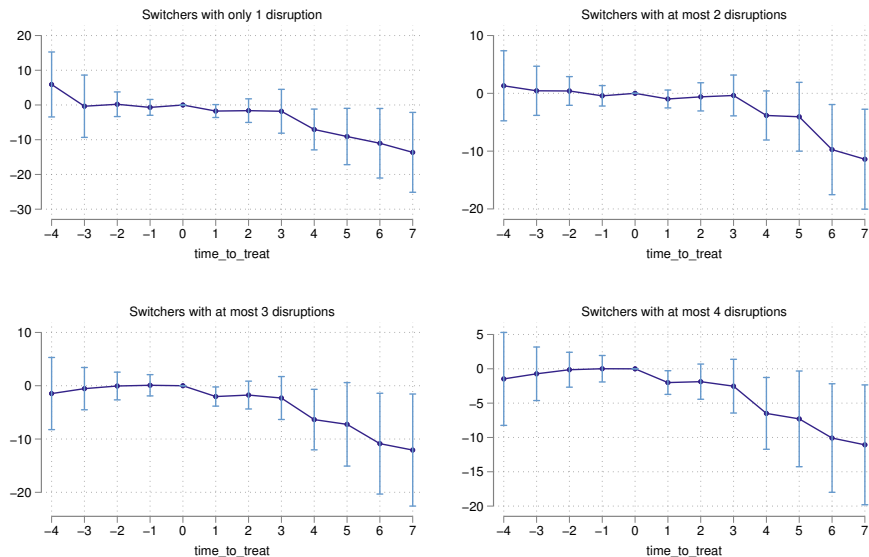 Switchers with only 1 disruption
20
10
0
−10
−20
−30
−4 −3 −2 −1 0 1 2 3 4 5 6 7
time_to_treat
Switchers with at most 2 disruptions
10
0
−10
−20
−4 −3 −2 −1 0 1 2 3 4 5 6 7
time_to_treat
Switchers with at most 3 disruptions
10
0
−10
−20
−4 −3 −2 −1 0 1 2 3 4 5 6 7
time_to_treat
Switchers with at most 4 disruptions
5
0
−5
−10
−15
−20
−4 −3 −2 −1 0 1 2 3 4 5 6 7
time_to_treat